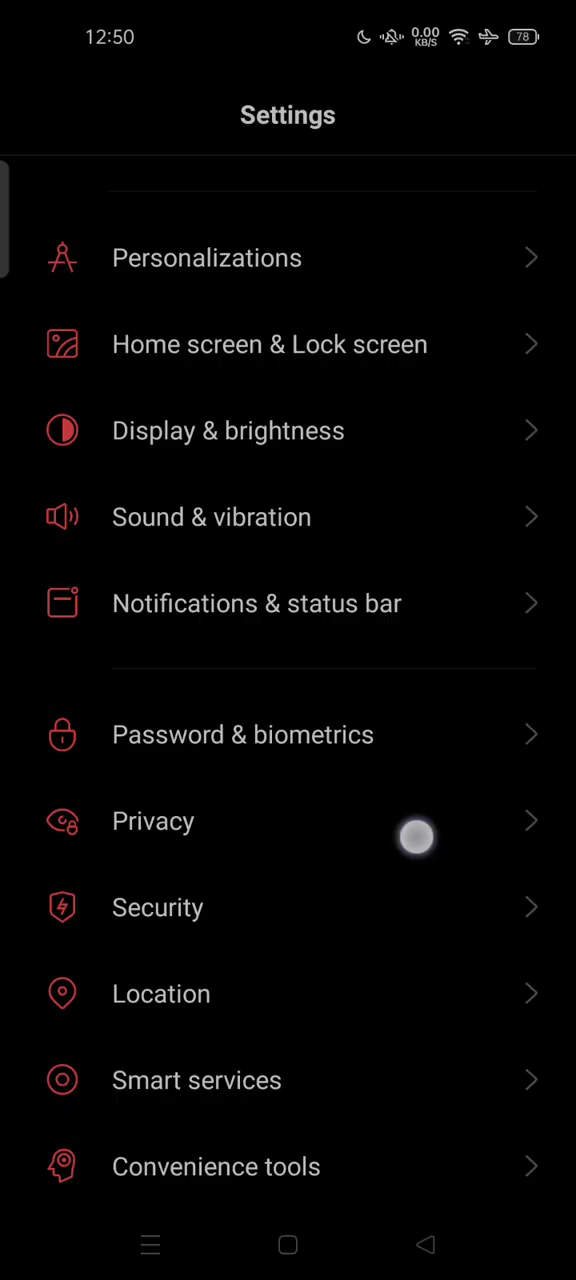 12:50
0.00
KB/S
78
Settings
Personalizations
Home screen & Lock screen
Display & brightness
Sound & vibration
Notifications & status bar
Password & biometrics
Privacy
Security
Location
Smart services
Convenience tools